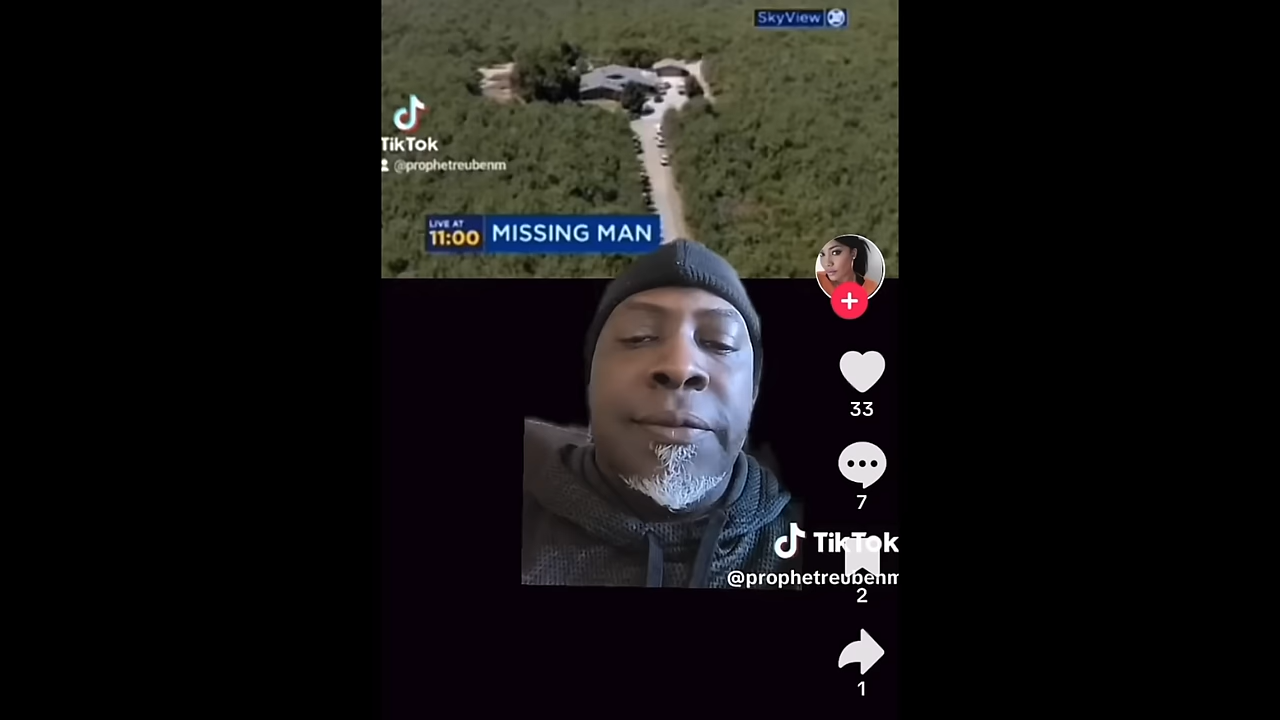 SkyView
TikTok
@prophetreubenm
LIVE AT
11:00
MISSING MAN
33
7
TikTok
@prophetreubenm
2
1